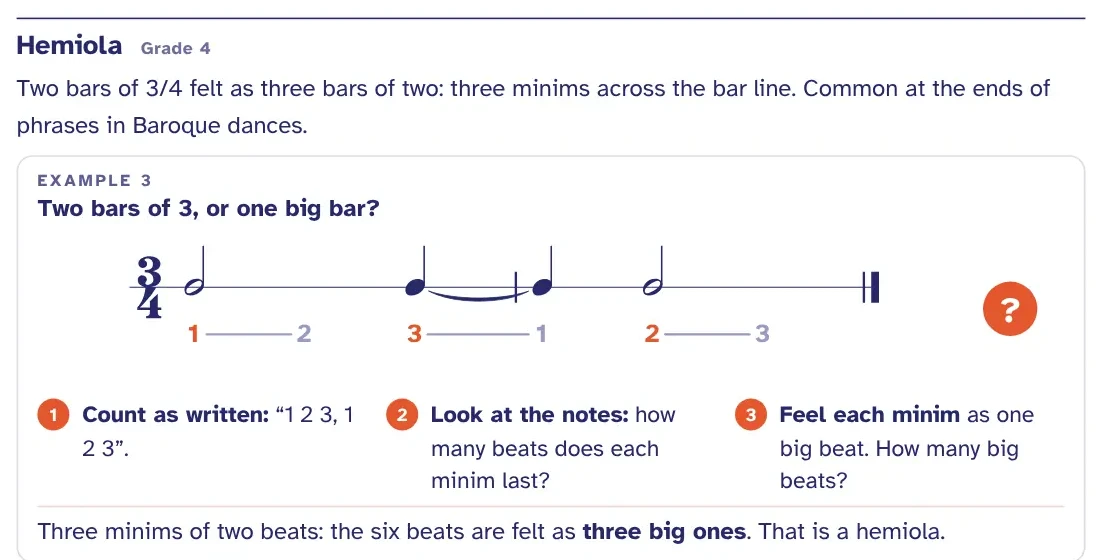 Hemiola Grade 4
Two bars of 3/4 felt as three bars of two: three minims across the bar line. Common at the ends of
phrases in Baroque dances.
EXAMPLE 3
Two bars of 3, or one big bar?
3
4
?
1 2 3 1 2 3
1 Count as written: “1 2 3, 1
2 3”.
2 Look at the notes: how
many beats does each
minim last?
3 Feel each minim as one
big beat. How many big
beats?
Three minims of two beats: the six beats are felt as three big ones. That is a hemiola.